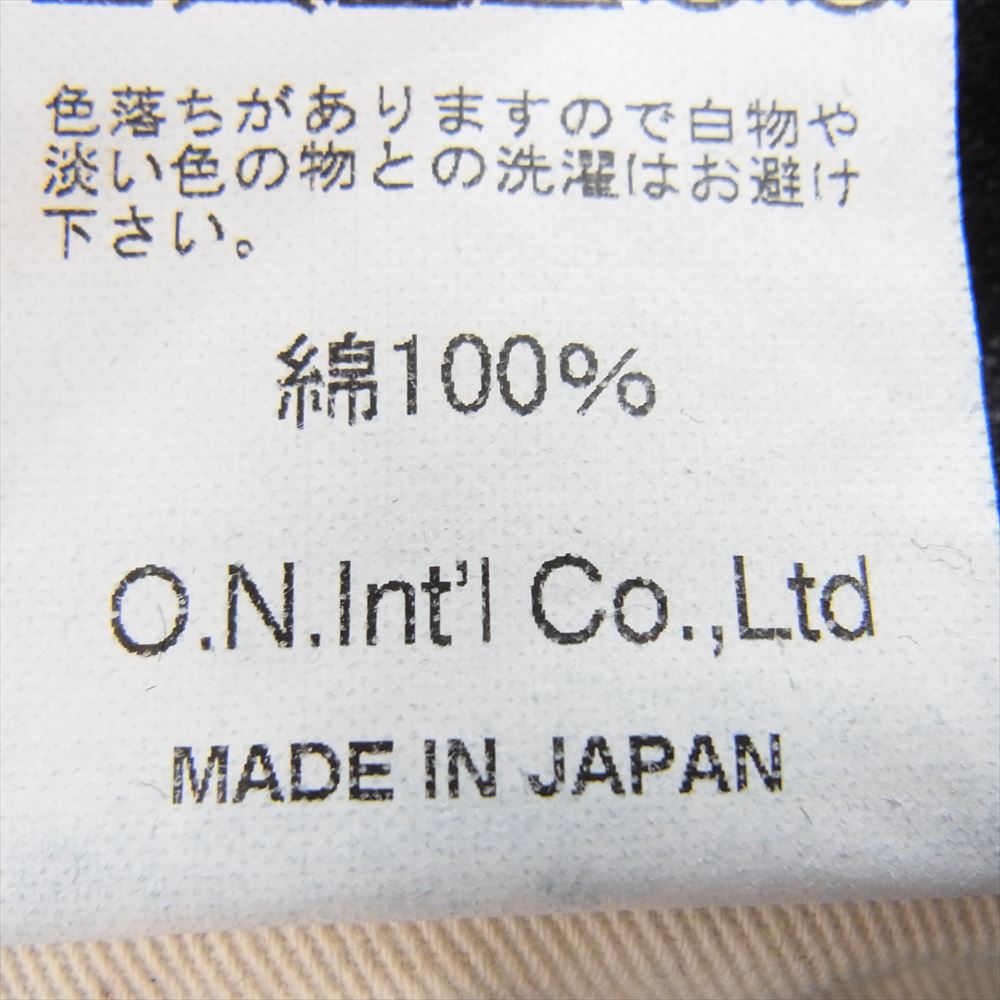 色落ちがありますので白物や
淡い色の物との洗濯はお避け
下さい。
綿100%
O.N.Int'l Co.,Ltd
MADE IN JAPAN